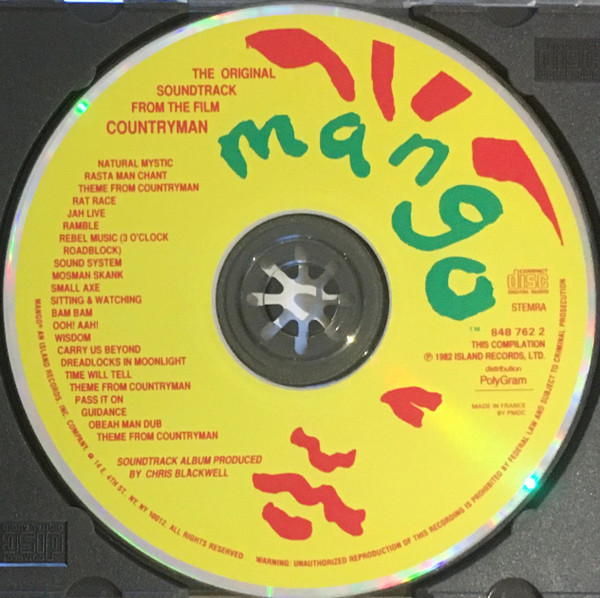 THE ORIGINAL
SOUNDTRACK
FROM THE FILM
COUNTRYMAN
mango
TM
NATURAL MYSTIC
RASTA MAN CHANT
THEME FROM COUNTRYMAN
RAT RACE
JAH LIVE
RAMBLE
REBEL MUSIC (3 O'CLOCK
ROADBLOCK)
SOUND SYSTEM
MOSMAN SKANK
SMALL AXE
SITTING & WATCHING
BAM BAM
OOH! AAH!
WISDOM
CARRY US BEYOND
DREADLOCKS IN MOONLIGHT
TIME WILL TELL
THEME FROM COUNTRYMAN
PASS IT ON
GUIDANCE
OBEAH MAN DUB
THEME FROM COUNTRYMAN
SOUNDTRACK ALBUM PRODUCED
BY CHRIS BLACKWELL
COMPACT
disc
DIGITAL AUDIO
STEMRA
848 762 2
THIS COMPILATION
℗ 1982 ISLAND RECORDS, LTD.
distribution
PolyGram
MADE IN FRANCE
BY PMDC
MANGO® AN ISLAND RECORDS, INC. COMPANY. ● 14 E. 4TH ST. NY, NY 10012. ALL RIGHTS RESERVED WARNING: UNAUTHORIZED REPRODUCTION OF THIS RECORDING IS PROHIBITED BY FEDERAL LAW AND SUBJECT TO CRIMINAL PROSECUTION
disc